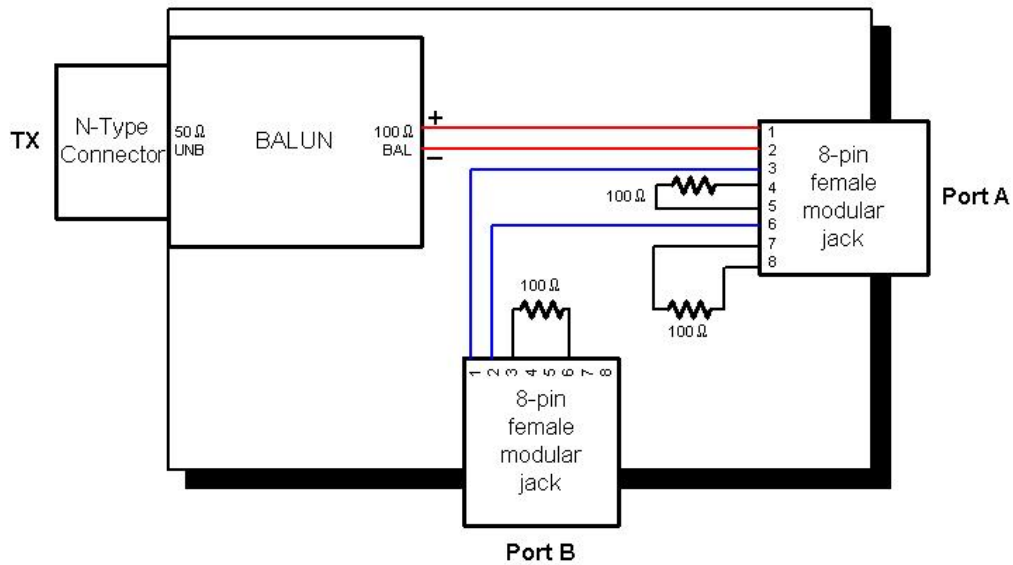 TX
N-Type
Connector
50 Ω
UNB
BALUN
100 Ω
BAL
+
−
1
2
3
4
5
6
7
8
8-pin
female
modular
jack
Port A
100 Ω
100 Ω
100 Ω
1 2 3 4 5 6 7 8
8-pin
female
modular
jack
Port B